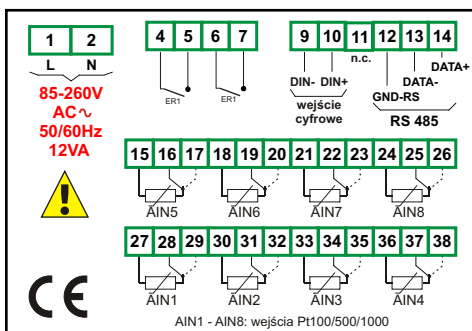 1 2
L N
85-260V
AC∿
50/60Hz
12VA
4 5 6 7
ER1 ER1
9 10 11 12 13 14
DIN- DIN+ n.c. GND-RS DATA- DATA+
wejście
cyfrowe
RS 485
15 16 17 18 19 20 21 22 23 24 25 26
AIN5 AIN6 AIN7 AIN8
27 28 29 30 31 32 33 34 35 36 37 38
AIN1 AIN2 AIN3 AIN4
CE
AIN1 - AIN8: wejścia Pt100/500/1000